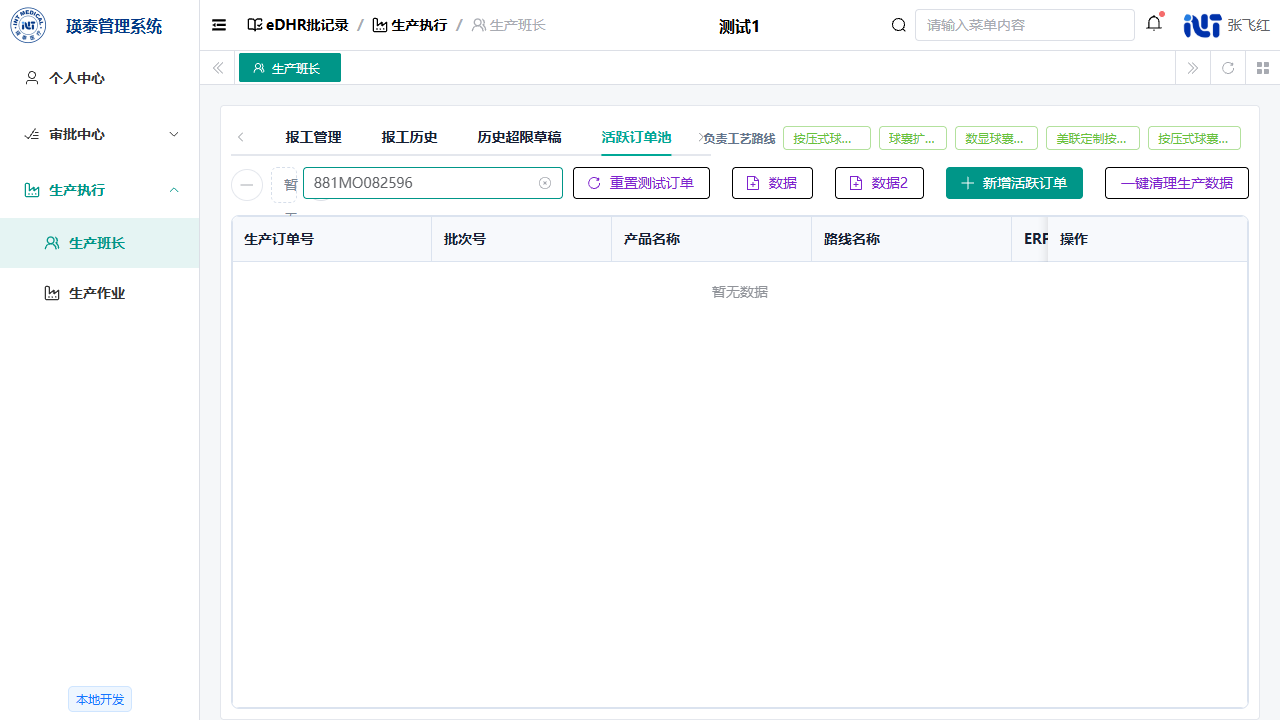 瑛泰管理系统
eDHR批记录 / 生产执行 / 生产班长
测试1
请输入菜单内容
张飞红
生产班长
个人中心
审批中心
生产执行
生产班长
生产作业
本地开发
报工管理 报工历史 历史超限草稿 活跃订单池
负责工艺路线 按压式球... 球囊扩... 数显球囊... 美联定制按... 按压式球囊...
暂
881MO082596
重置测试订单 数据 数据2 新增活跃订单 一键清理生产数据
生产订单号 批次号 产品名称 路线名称 ERP 操作
暂无数据